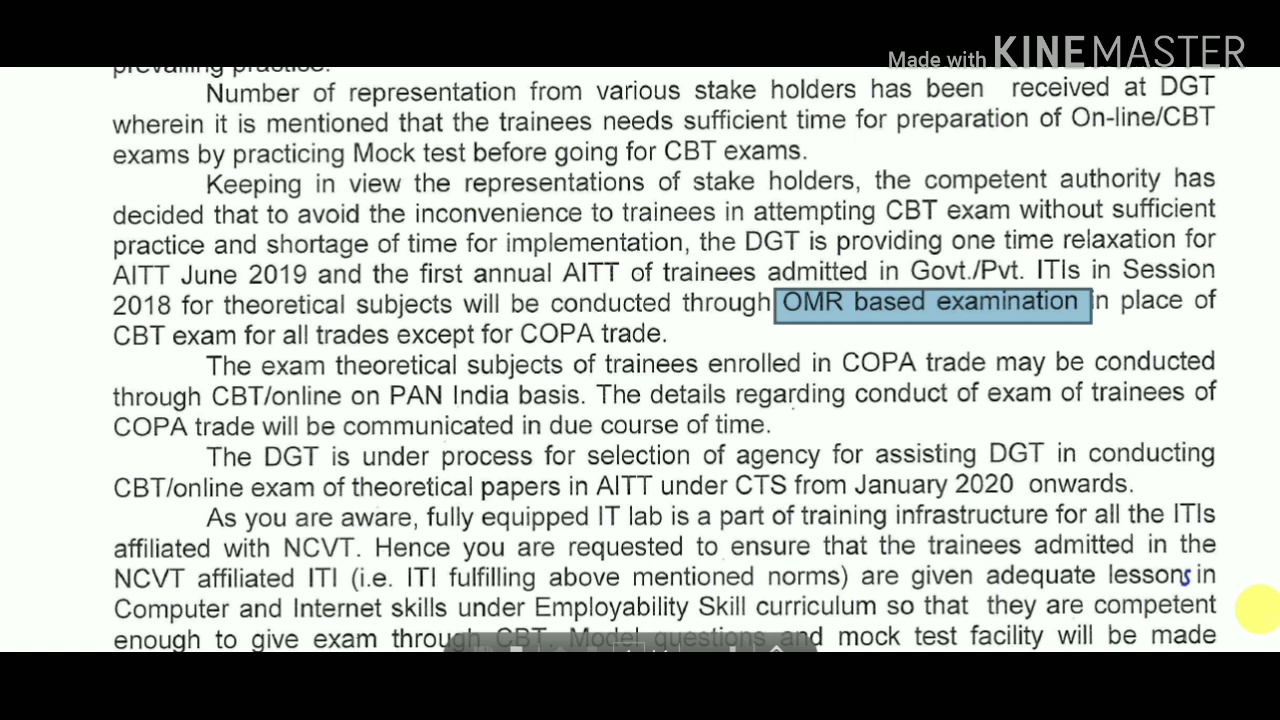 Made with KINEMASTER
prevailing practice.
Number of representation from various stake holders has been received at DGT
wherein it is mentioned that the trainees needs sufficient time for preparation of On-line/CBT
exams by practicing Mock test before going for CBT exams.
Keeping in view the representations of stake holders, the competent authority has
decided that to avoid the inconvenience to trainees in attempting CBT exam without sufficient
practice and shortage of time for implementation, the DGT is providing one time relaxation for
AITT June 2019 and the first annual AITT of trainees admitted in Govt./Pvt. ITIs in Session
2018 for theoretical subjects will be conducted through OMR based examination in place of
CBT exam for all trades except for COPA trade.
The exam theoretical subjects of trainees enrolled in COPA trade may be conducted
through CBT/online on PAN India basis. The details regarding conduct of exam of trainees of
COPA trade will be communicated in due course of time.
The DGT is under process for selection of agency for assisting DGT in conducting
CBT/online exam of theoretical papers in AITT under CTS from January 2020 onwards.
As you are aware, fully equipped IT lab is a part of training infrastructure for all the ITIs
affiliated with NCVT. Hence you are requested to ensure that the trainees admitted in the
NCVT affiliated ITI (i.e. ITI fulfilling above mentioned norms) are given adequate lessons in
Computer and Internet skills under Employability Skill curriculum so that they are competent
enough to give exam through CBT. Model questions and mock test facility will be made